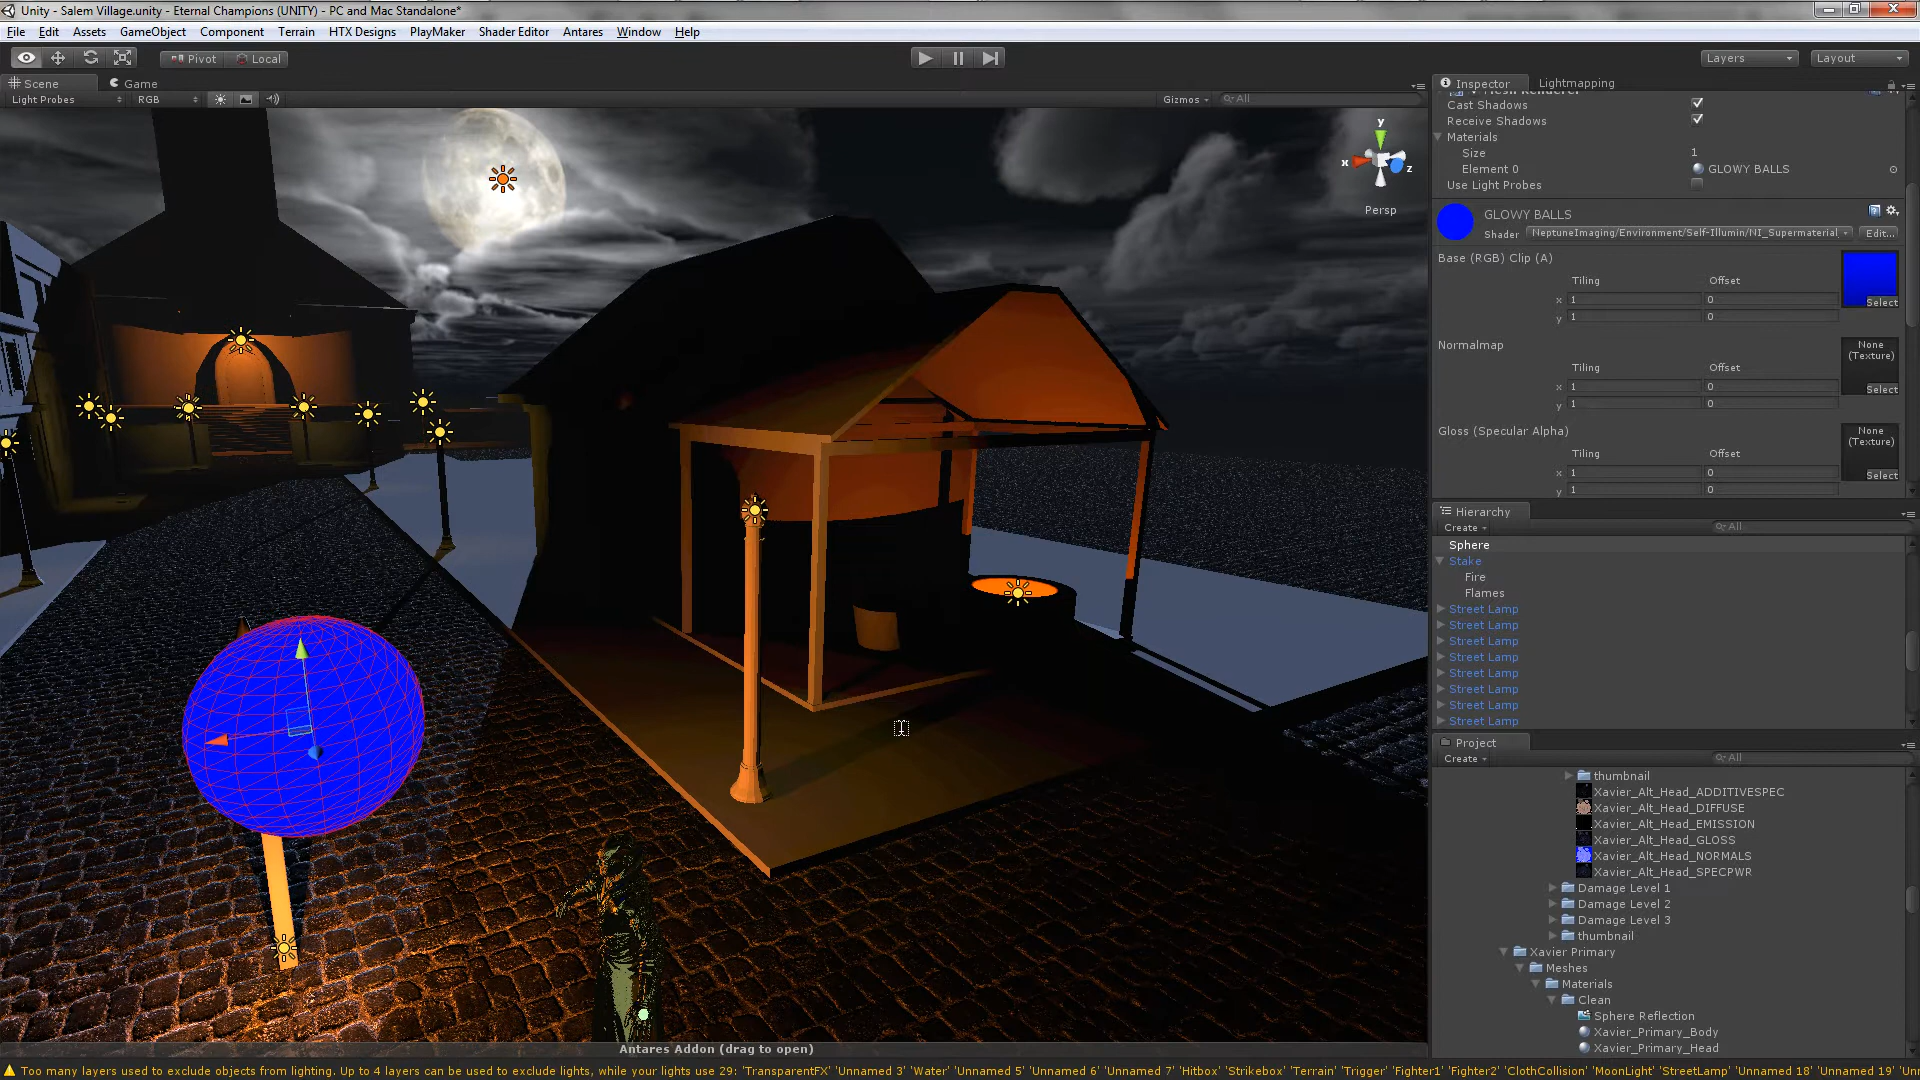 Unity - Salem Village.unity - Eternal Champions (UNITY) - PC and Mac Standalone*
File Edit Assets GameObject Component Terrain HTX Designs PlayMaker Shader Editor Antares Window Help
Pivot Local Layers Layout
Scene Game
Light Probes RGB Gizmos All
y
x
z
Persp
Antares Addon (drag to open)
Inspector Lightmapping
Cast Shadows
Receive Shadows
Materials
Size 1
Element 0 GLOWY BALLS
Use Light Probes
GLOWY BALLS
Shader NeptuneImaging/Environment/Self-Illumin/NI_Supermaterial Edit...
Base (RGB) Clip (A)
Tiling Offset
x 1 0
Select
y 1 0
Normalmap
None
(Texture)
Tiling Offset
x 1 0
Select
y 1 0
Gloss (Specular Alpha)
None
(Texture)
Tiling Offset
x 1 0
Select
y 1 0
Hierarchy
Create All
Sphere
Stake
Fire
Flames
Street Lamp
Street Lamp
Street Lamp
Street Lamp
Street Lamp
Street Lamp
Street Lamp
Street Lamp
Project
Create All
thumbnail
Xavier_Alt_Head_ADDITIVESPEC
Xavier_Alt_Head_DIFFUSE
Xavier_Alt_Head_EMISSION
Xavier_Alt_Head_GLOSS
Xavier_Alt_Head_NORMALS
Xavier_Alt_Head_SPECPWR
Damage Level 1
Damage Level 2
Damage Level 3
thumbnail
Xavier Primary
Meshes
Materials
Clean
Sphere Reflection
Xavier_Primary_Body
Xavier_Primary_Head
Too many layers used to exclude objects from lighting. Up to 4 layers can be used to exclude lights, while your lights use 29: 'TransparentFX' 'Unnamed 3' 'Water' 'Unnamed 5' 'Unnamed 6' 'Unnamed 7' 'Hitbox' 'Strikebox' 'Terrain' 'Trigger' 'Fighter1' 'Fighter2' 'ClothCollision' 'MoonLight' 'StreetLamp' 'Unnamed 18' 'Unnamed 19'